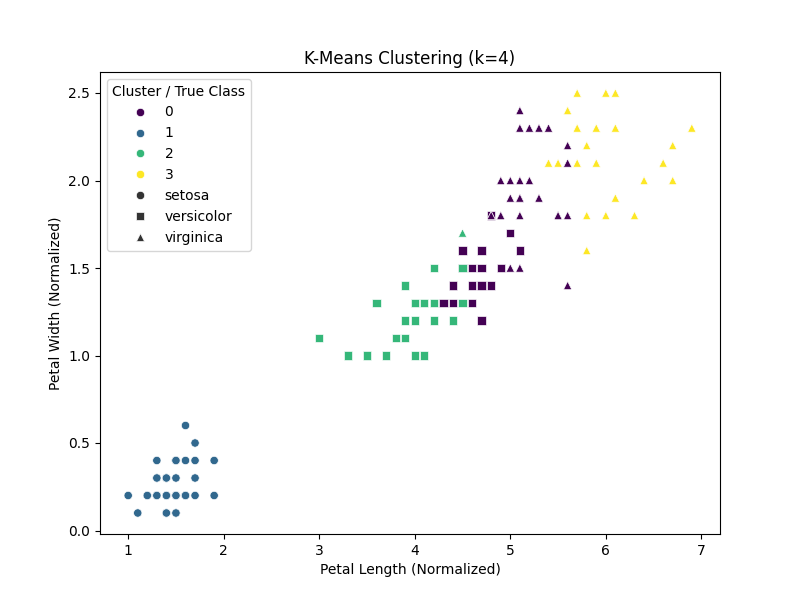 K-Means Clustering (k=4)
Cluster / True Class
0
1
2
3
setosa
versicolor
virginica
Petal Width (Normalized)
2.5
2.0
1.5
1.0
0.5
0.0
1 2 3 4 5 6 7
Petal Length (Normalized)